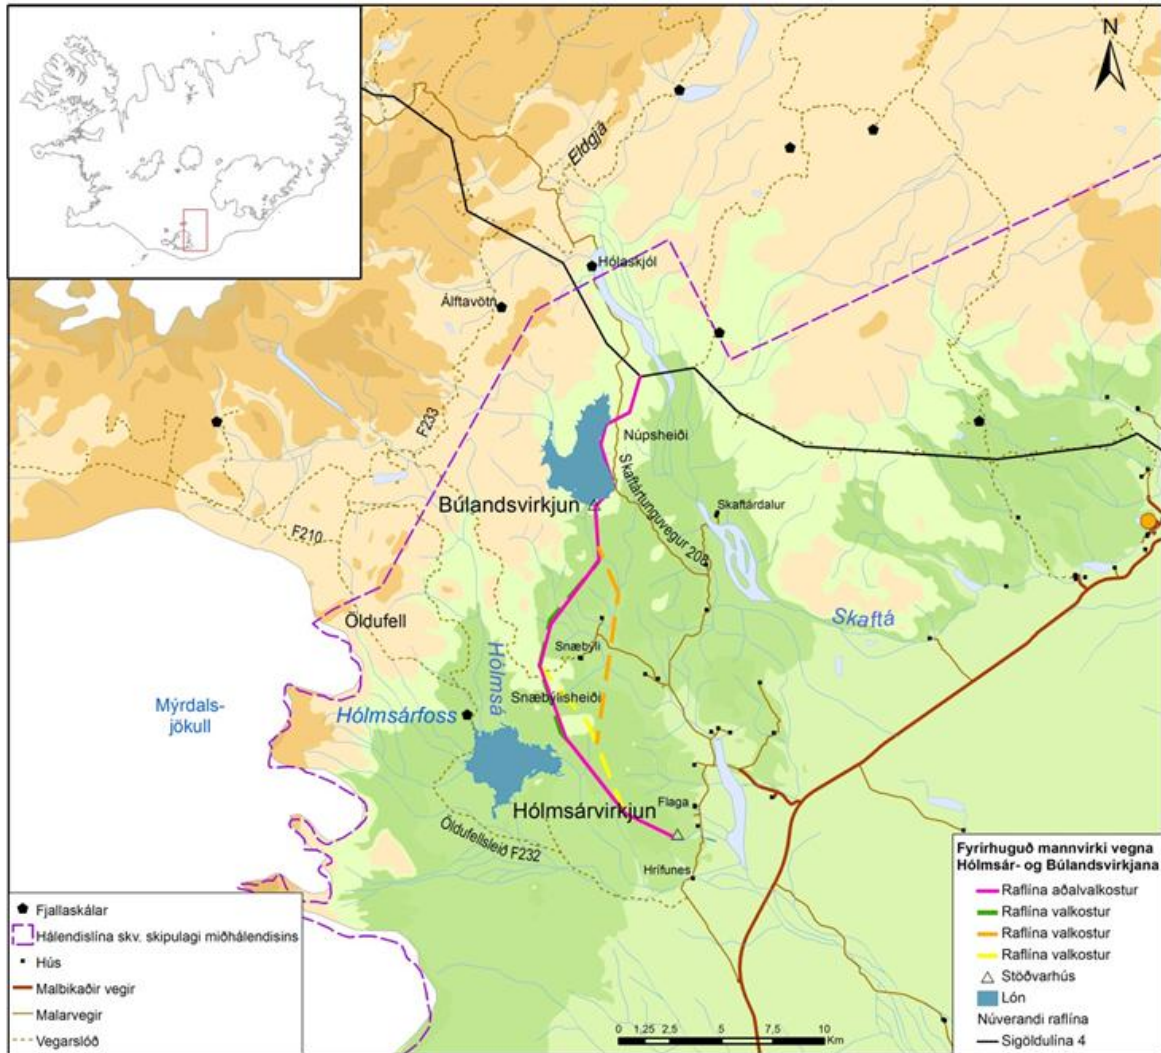 N
Eldgjá
Hólaskjól
Álftavötn
F233
Núpsheiði
Skaftártunguvegur 208
Búlandsvirkjun
Skaftárdalur
F210
Öldufell
Skaftá
Snæbýli
Hólmsá
Snæbýlisheiði
Mýrdals-
jökull
Hólmsárfoss
Hólmsárvirkjun
Flaga
Öldufellsleið F232
Hrífunes
Fjallaskálar
Hálendislína skv. skipulagi miðhálendisins
Hús
Malbikaðir vegir
Malarvegir
Vegarslóð
0 1,25 2,5 5 7,5 10
Km
Fyrirhuguð mannvirki vegna
Hólmsár- og Búlandsvirkjana
Raflína aðalvalkostur
Raflína valkostur
Raflína valkostur
Raflína valkostur
Stöðvarhús
Lón
Núverandi raflína
Sigöldulína 4